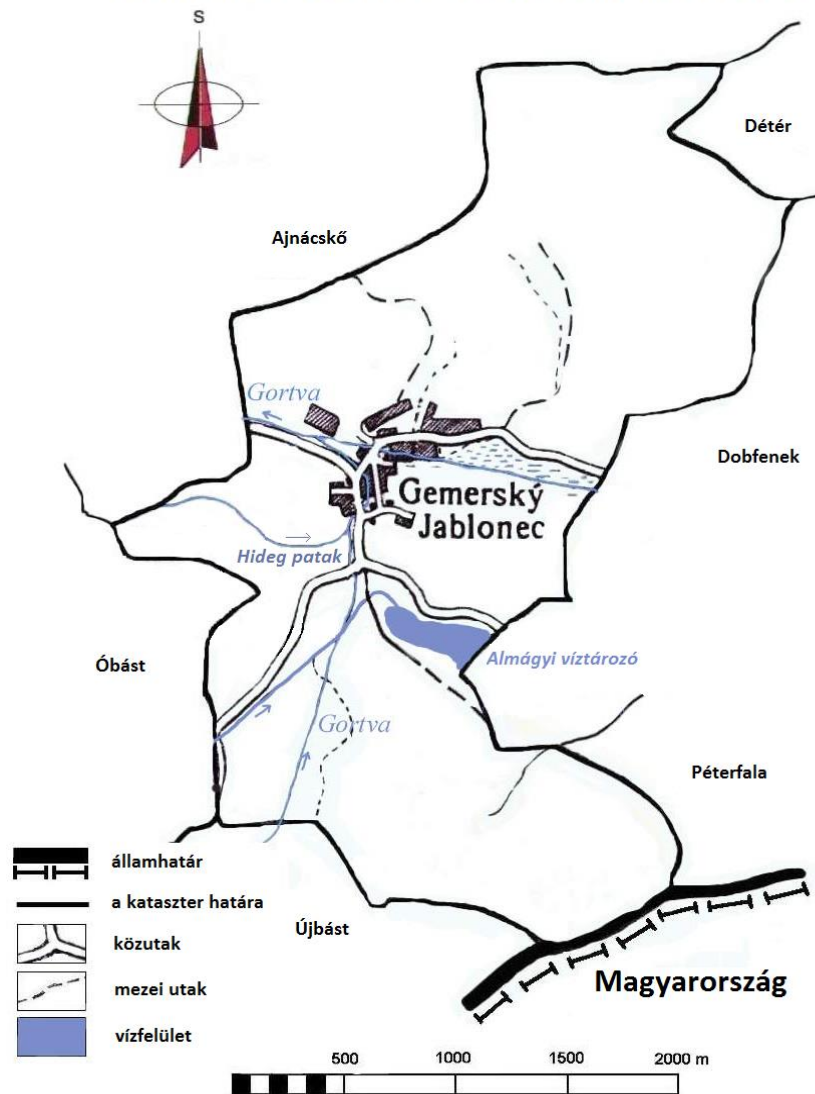 S
Détér
Ajnácskő
Gortva
Dobfenek
Gemerský
Jablonec
Hideg patak
Óbást
Almágyi víztározó
Gortva
Péterfala
államhatár
a kataszter határa
Újbást
közutak
Magyarország
mezei utak
vízfelület
500 1000 1500 2000 m